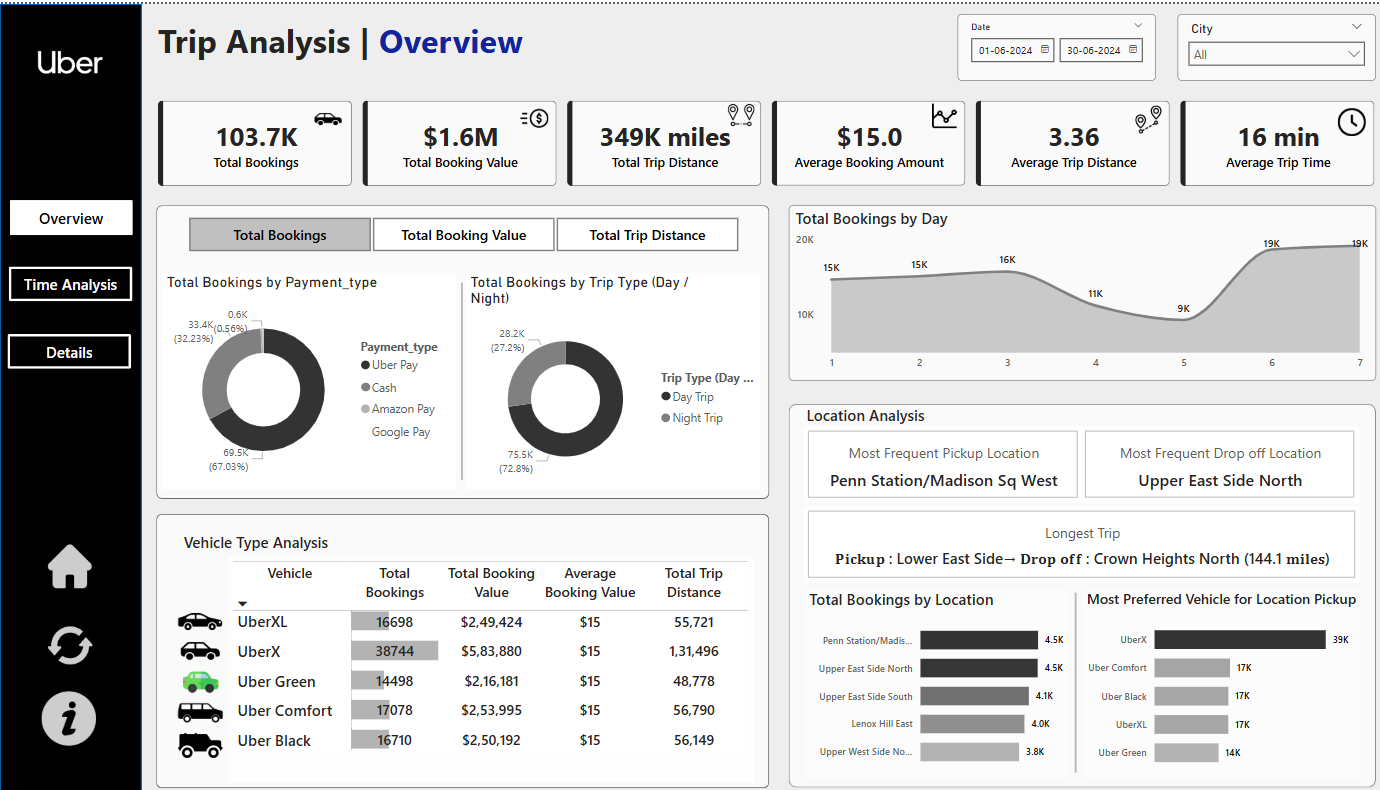 Uber
Overview
Time Analysis
Details
Trip Analysis | Overview
Date
01-06-2024
30-06-2024
City
All
103.7K
Total Bookings
$1.6M
Total Booking Value
349K miles
Total Trip Distance
$15.0
Average Booking Amount
3.36
Average Trip Distance
16 min
Average Trip Time
Total Bookings
Total Booking Value
Total Trip Distance
Total Bookings by Payment_type
0.6K
(0.56%)
33.4K
(32.23%)
69.5K
(67.03%)
Payment_type
Uber Pay
Cash
Amazon Pay
Google Pay
Total Bookings by Trip Type (Day /
Night)
28.2K
(27.2%)
75.5K
(72.8%)
Trip Type (Day ...
Day Trip
Night Trip
Total Bookings by Day
20K
10K
15K
15K
16K
11K
9K
19K
19K
1
2
3
4
5
6
7
Vehicle Type Analysis
Vehicle
Total
Bookings
Total Booking
Value
Average
Booking Value
Total Trip
Distance
UberXL 16698 $2,49,424 $15 55,721
UberX 38744 $5,83,880 $15 1,31,496
Uber Green 14498 $2,16,181 $15 48,778
Uber Comfort 17078 $2,53,995 $15 56,790
Uber Black 16710 $2,50,192 $15 56,149
Location Analysis
Most Frequent Pickup Location
Penn Station/Madison Sq West
Most Frequent Drop off Location
Upper East Side North
Longest Trip
Pickup : Lower East Side→ Drop off : Crown Heights North (144.1 miles)
Total Bookings by Location
Penn Station/Madis... 4.5K
Upper East Side North 4.5K
Upper East Side South 4.1K
Lenox Hill East 4.0K
Upper West Side No... 3.8K
Most Preferred Vehicle for Location Pickup
UberX 39K
Uber Comfort 17K
Uber Black 17K
UberXL 17K
Uber Green 14K